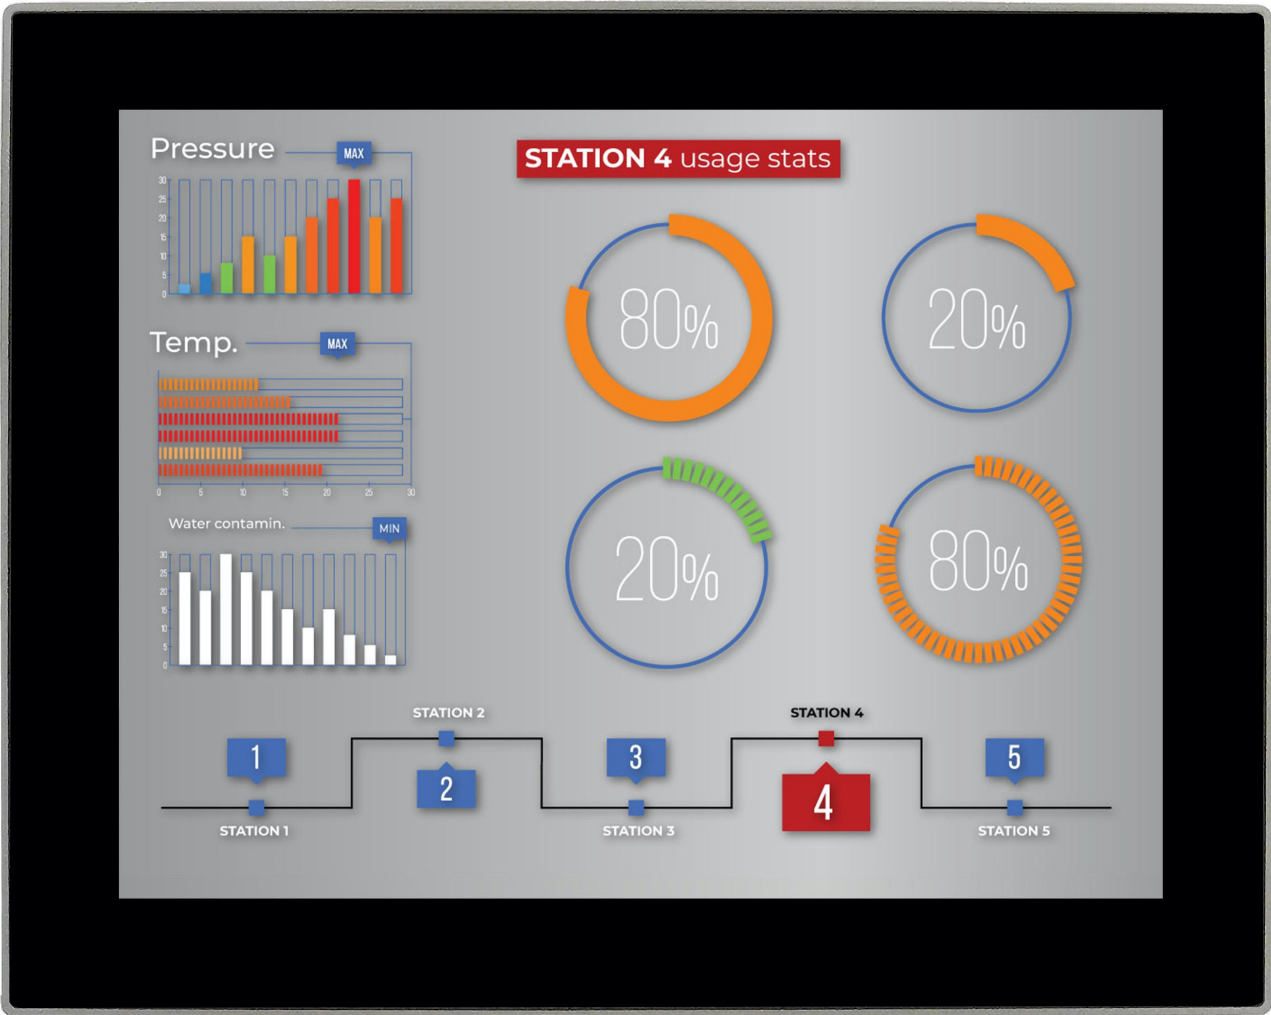 Pressure
MAX
30
25
20
15
10
5
0
STATION 4 usage stats
80%
20%
Temp.
MAX
0 5 10 15 20 25 30
Water contamin.
MIN
30
25
20
15
10
5
0
20%
80%
STATION 2
STATION 4
1
2
3
4
5
STATION 1
STATION 3
STATION 5